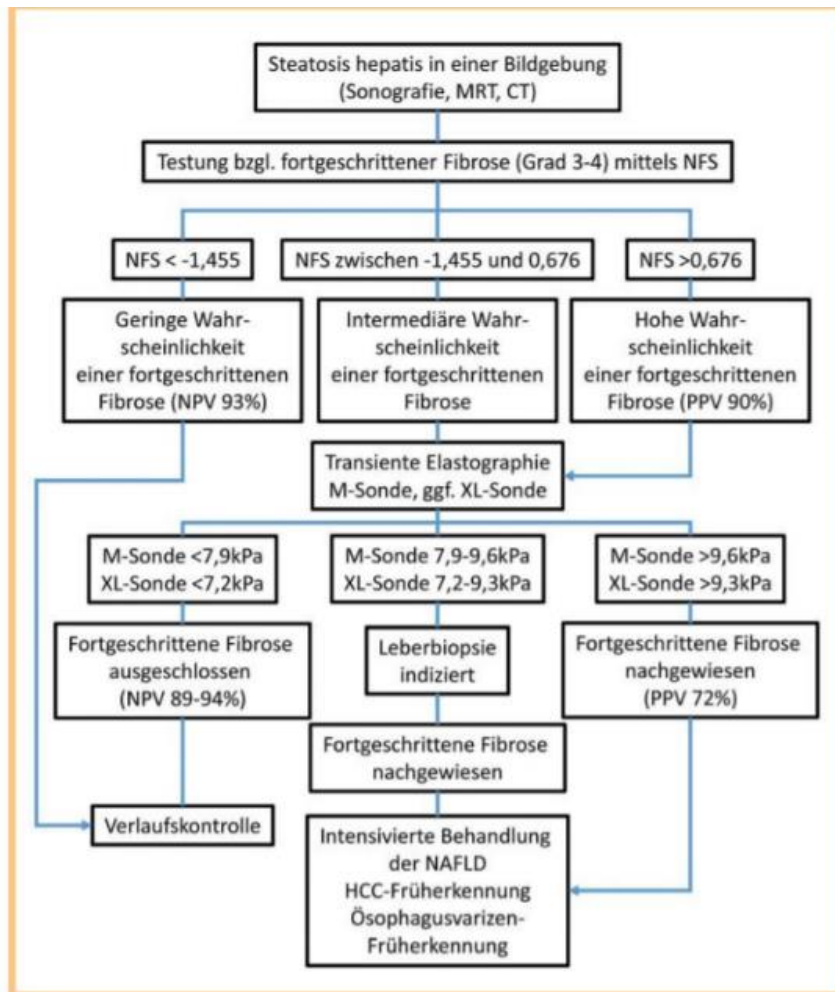 Steatosis hepatis in einer Bildgebung
(Sonografie, MRT, CT)
Testung bzgl. fortgeschrittener Fibrose (Grad 3-4) mittels NFS
NFS < -1,455
NFS zwischen -1,455 und 0,676
NFS >0,676
Geringe Wahr-
scheinlichkeit
einer fortgeschrittenen
Fibrose (NPV 93%)
Intermediäre Wahr-
scheinlichkeit
einer fortgeschrittenen
Fibrose
Hohe Wahr-
scheinlichkeit
einer fortgeschrittenen
Fibrose (PPV 90%)
Transiente Elastographie
M-Sonde, ggf. XL-Sonde
M-Sonde <7,9kPa
XL-Sonde <7,2kPa
M-Sonde 7,9-9,6kPa
XL-Sonde 7,2-9,3kPa
M-Sonde >9,6kPa
XL-Sonde >9,3kPa
Fortgeschrittene Fibrose
ausgeschlossen
(NPV 89-94%)
Leberbiopsie
indiziert
Fortgeschrittene Fibrose
nachgewiesen
(PPV 72%)
Fortgeschrittene Fibrose
nachgewiesen
Verlaufskontrolle
Intensivierte Behandlung
der NAFLD
HCC-Früherkennung
Ösophagusvarizen-
Früherkennung